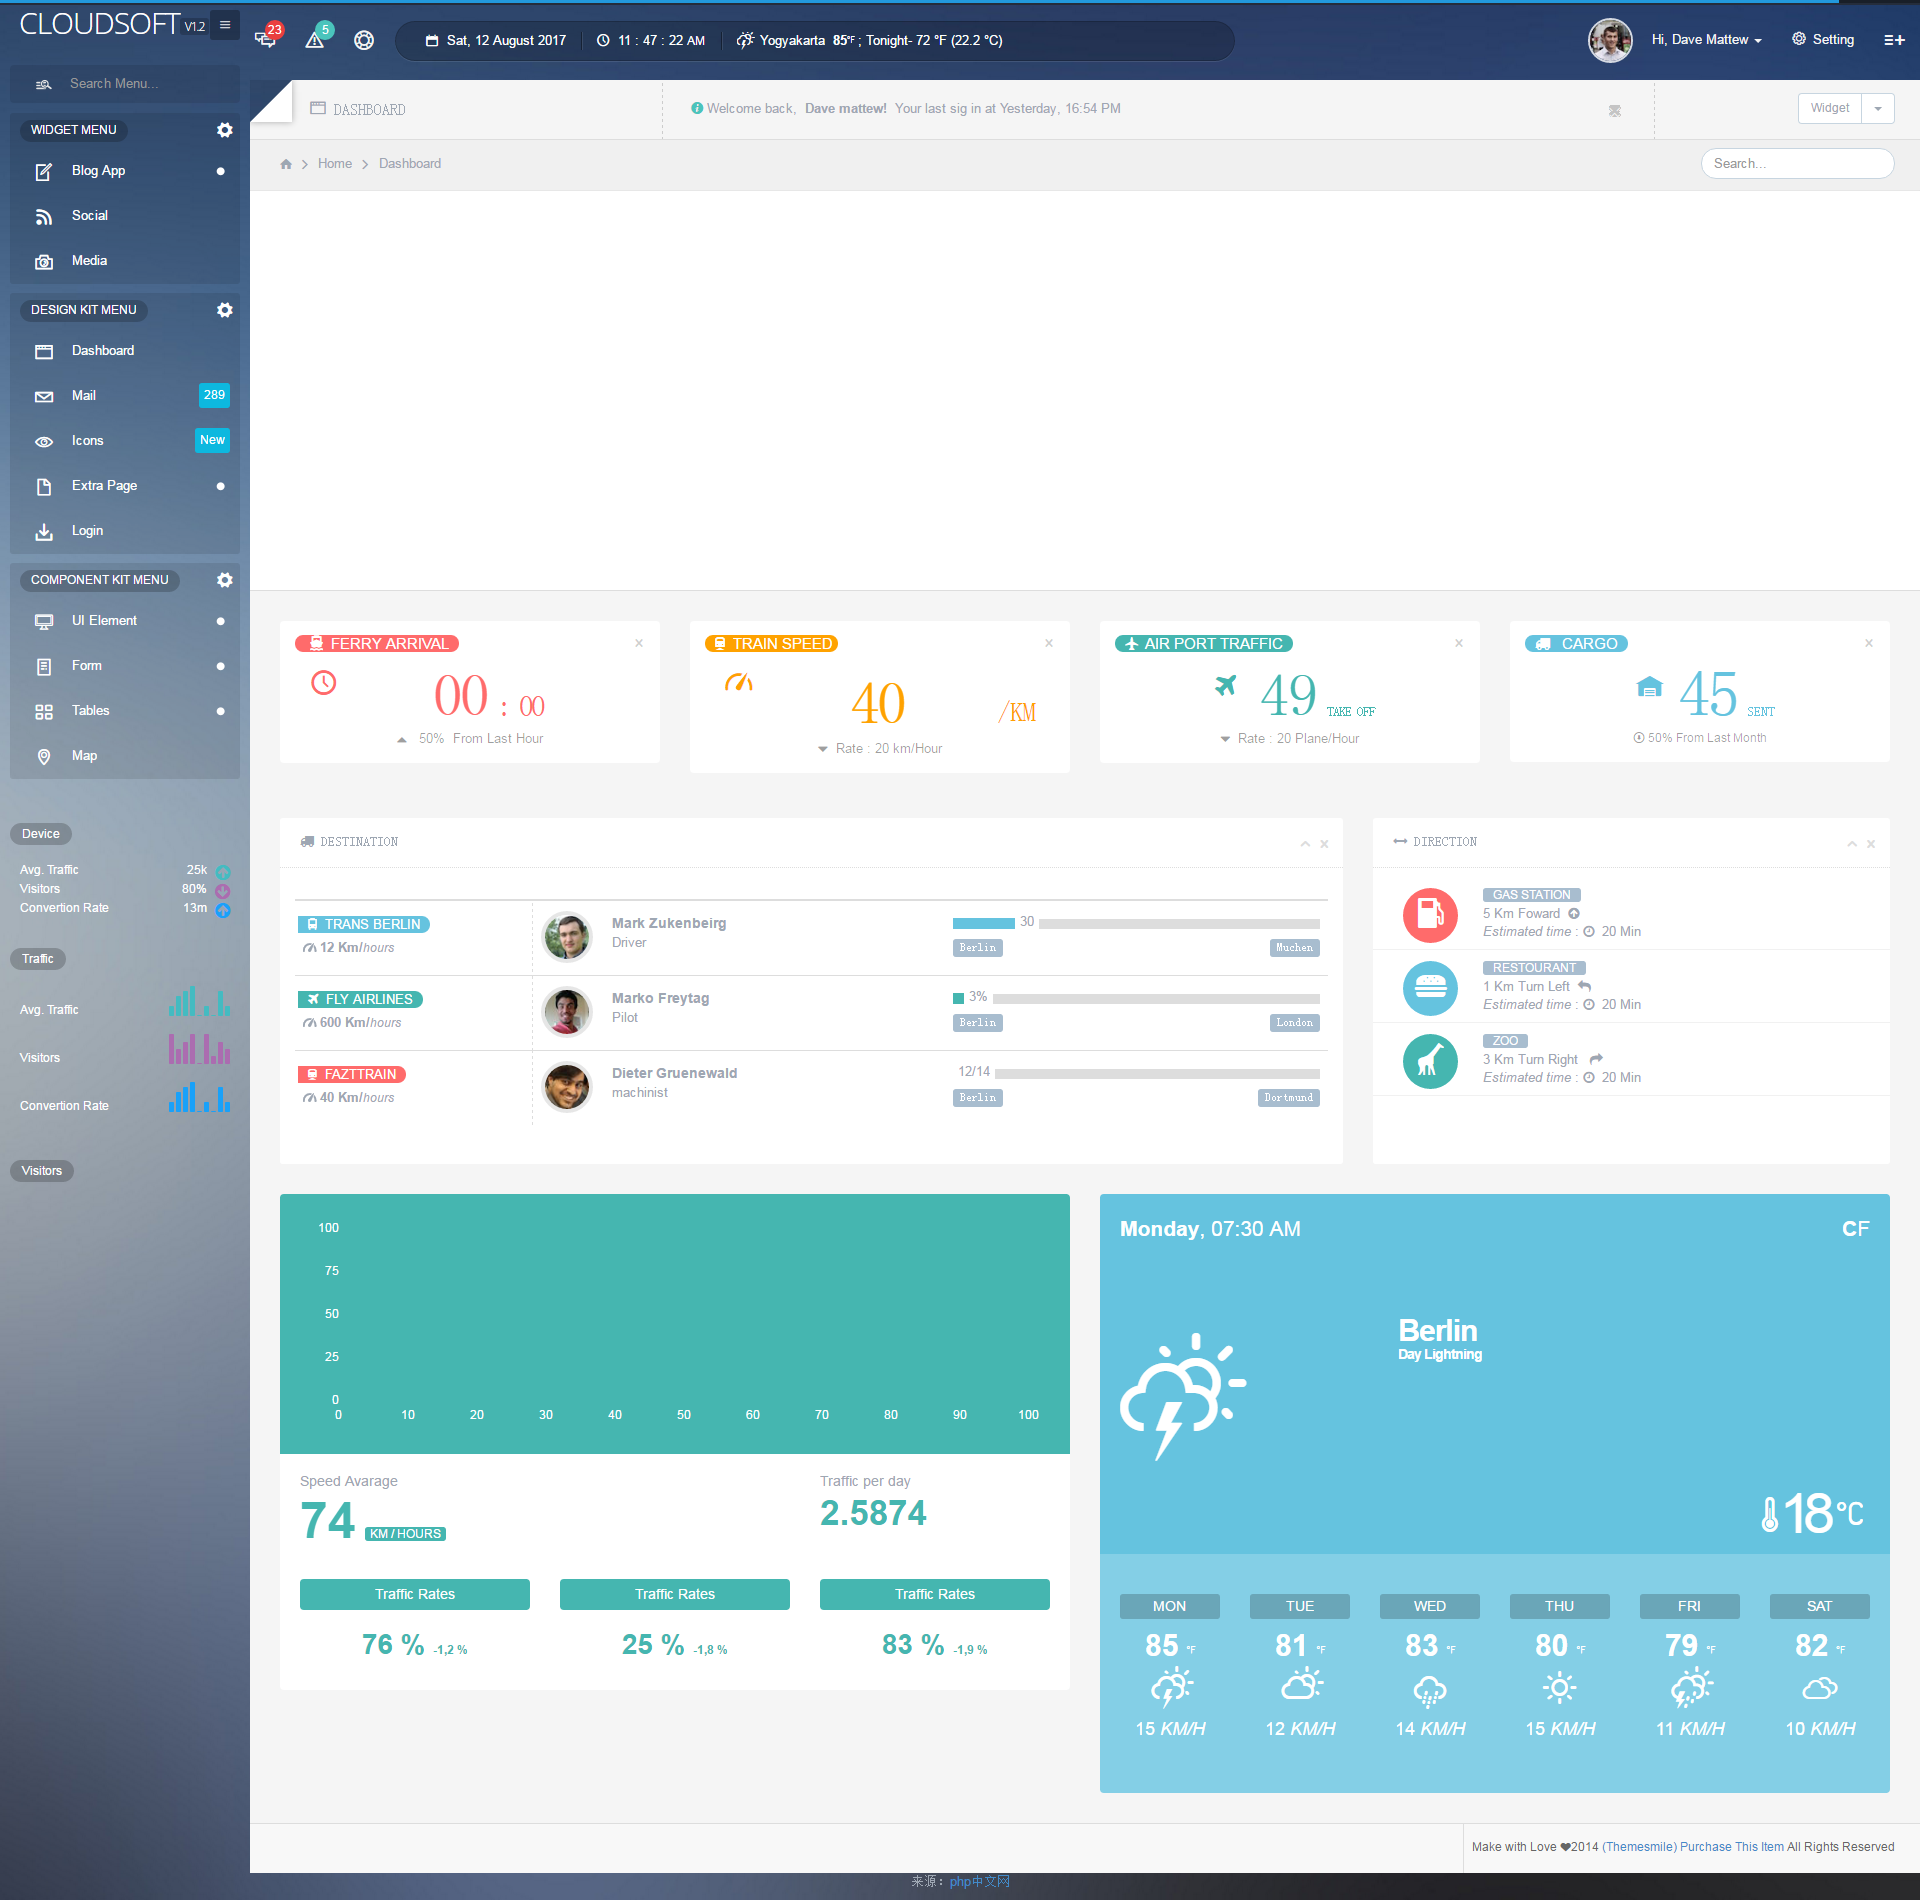 CLOUDSOFT V1.2
23
5
Sat, 12 August 2017
11 : 47 : 22 AM
Yogyakarta 85°F ; Tonight- 72 °F (22.2 °C)
Hi, Dave Mattew
Setting
Search Menu...
WIDGET MENU
Blog App
Social
Media
DESIGN KIT MENU
Dashboard
Mail 289
Icons New
Extra Page
Login
COMPONENT KIT MENU
UI Element
Form
Tables
Map
Device
Avg. Traffic 25k
Visitors 80%
Convertion Rate 13m
Traffic
Avg. Traffic
Visitors
Convertion Rate
Visitors
DASHBOARD
Welcome back, Dave mattew! Your last sig in at Yesterday, 16:54 PM
Widget
Home
Dashboard
Search...
FERRY ARRIVAL
00 : 00
50% From Last Hour
TRAIN SPEED
40 /KM
Rate : 20 km/Hour
AIR PORT TRAFFIC
49 TAKE OFF
Rate : 20 Plane/Hour
CARGO
45 SENT
50% From Last Month
DESTINATION
TRANS BERLIN
12 Km/hours
Mark Zukenbeirg
Driver
30
Berlin
Muchen
FLY AIRLINES
600 Km/hours
Marko Freytag
Pilot
3%
Berlin
London
FAZTTRAIN
40 Km/hours
Dieter Gruenewald
machinist
12/14
Berlin
Dortmund
DIRECTION
GAS STATION
5 Km Foward
Estimated time : 20 Min
RESTOURANT
1 Km Turn Left
Estimated time : 20 Min
ZOO
3 Km Turn Right
Estimated time : 20 Min
100
75
50
25
0
0 10 20 30 40 50 60 70 80 90 100
Speed Avarage
74 KM / HOURS
Traffic per day
2.5874
Traffic Rates
76 % -1,2 %
Traffic Rates
25 % -1,8 %
Traffic Rates
83 % -1,9 %
Monday, 07:30 AM
CF
Berlin
Day Lightning
18°C
MON TUE WED THU FRI SAT
85 °F 81 °F 83 °F 80 °F 79 °F 82 °F
15 KM/H 12 KM/H 14 KM/H 15 KM/H 11 KM/H 10 KM/H
Make with Love ❤2014 (Themesmile) Purchase This Item All Rights Reserved
来源：php中文网